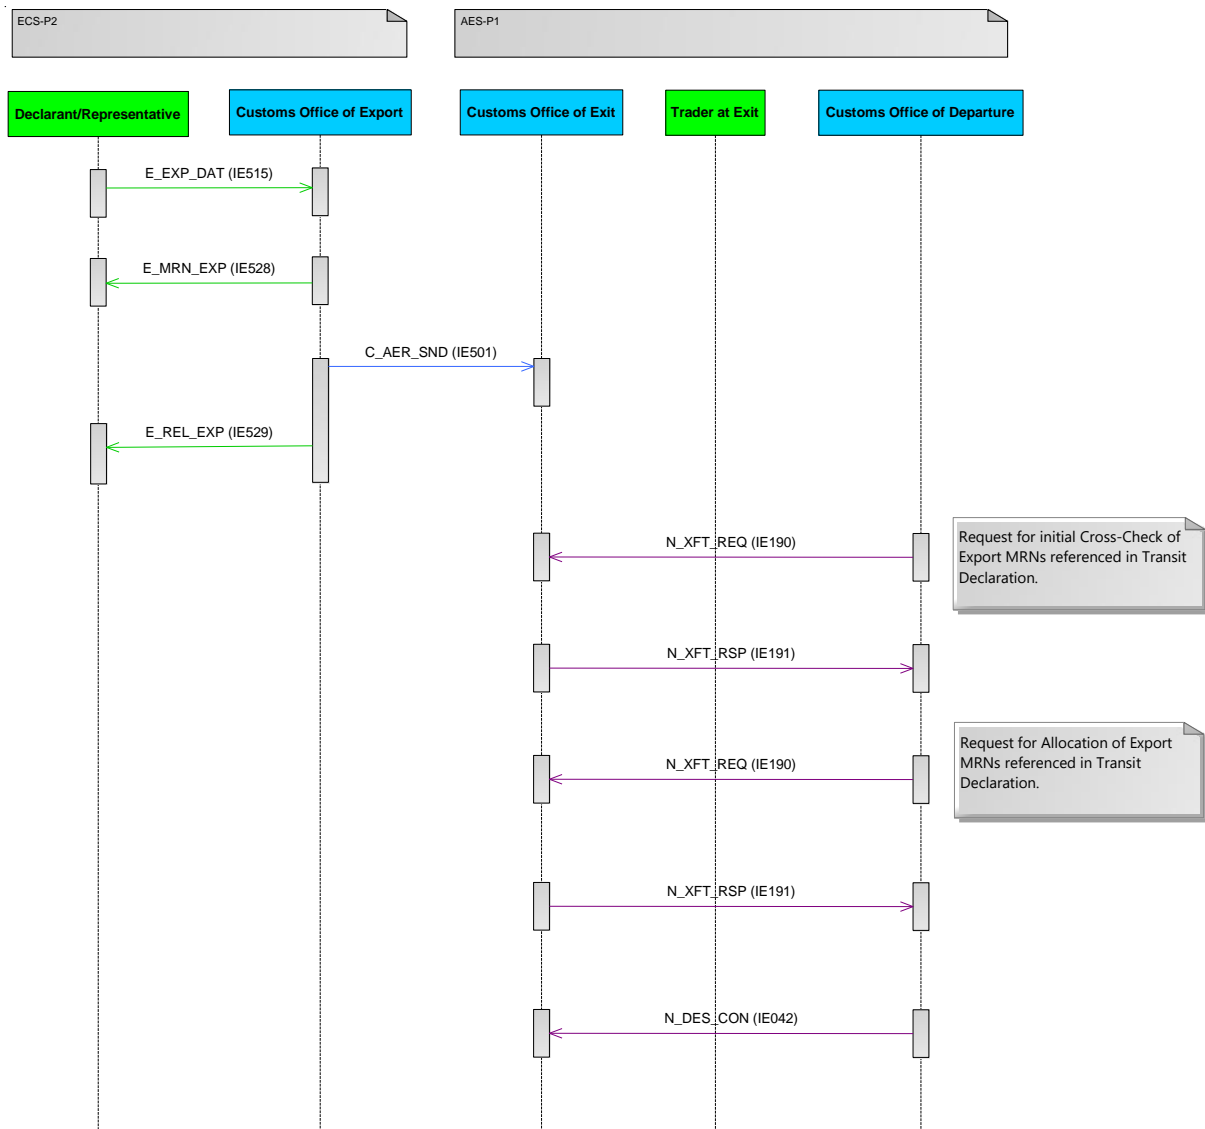 ECS-P2
AES-P1
Declarant/Representative
Customs Office of Export
Customs Office of Exit
Trader at Exit
Customs Office of Departure
E_EXP_DAT (IE515)
E_MRN_EXP (IE528)
C_AER_SND (IE501)
E_REL_EXP (IE529)
N_XFT_REQ (IE190)
Request for initial Cross-Check of
Export MRNs referenced in Transit
Declaration.
N_XFT_RSP (IE191)
Request for Allocation of Export
MRNs referenced in Transit
Declaration.
N_XFT_REQ (IE190)
N_XFT_RSP (IE191)
N_DES_CON (IE042)